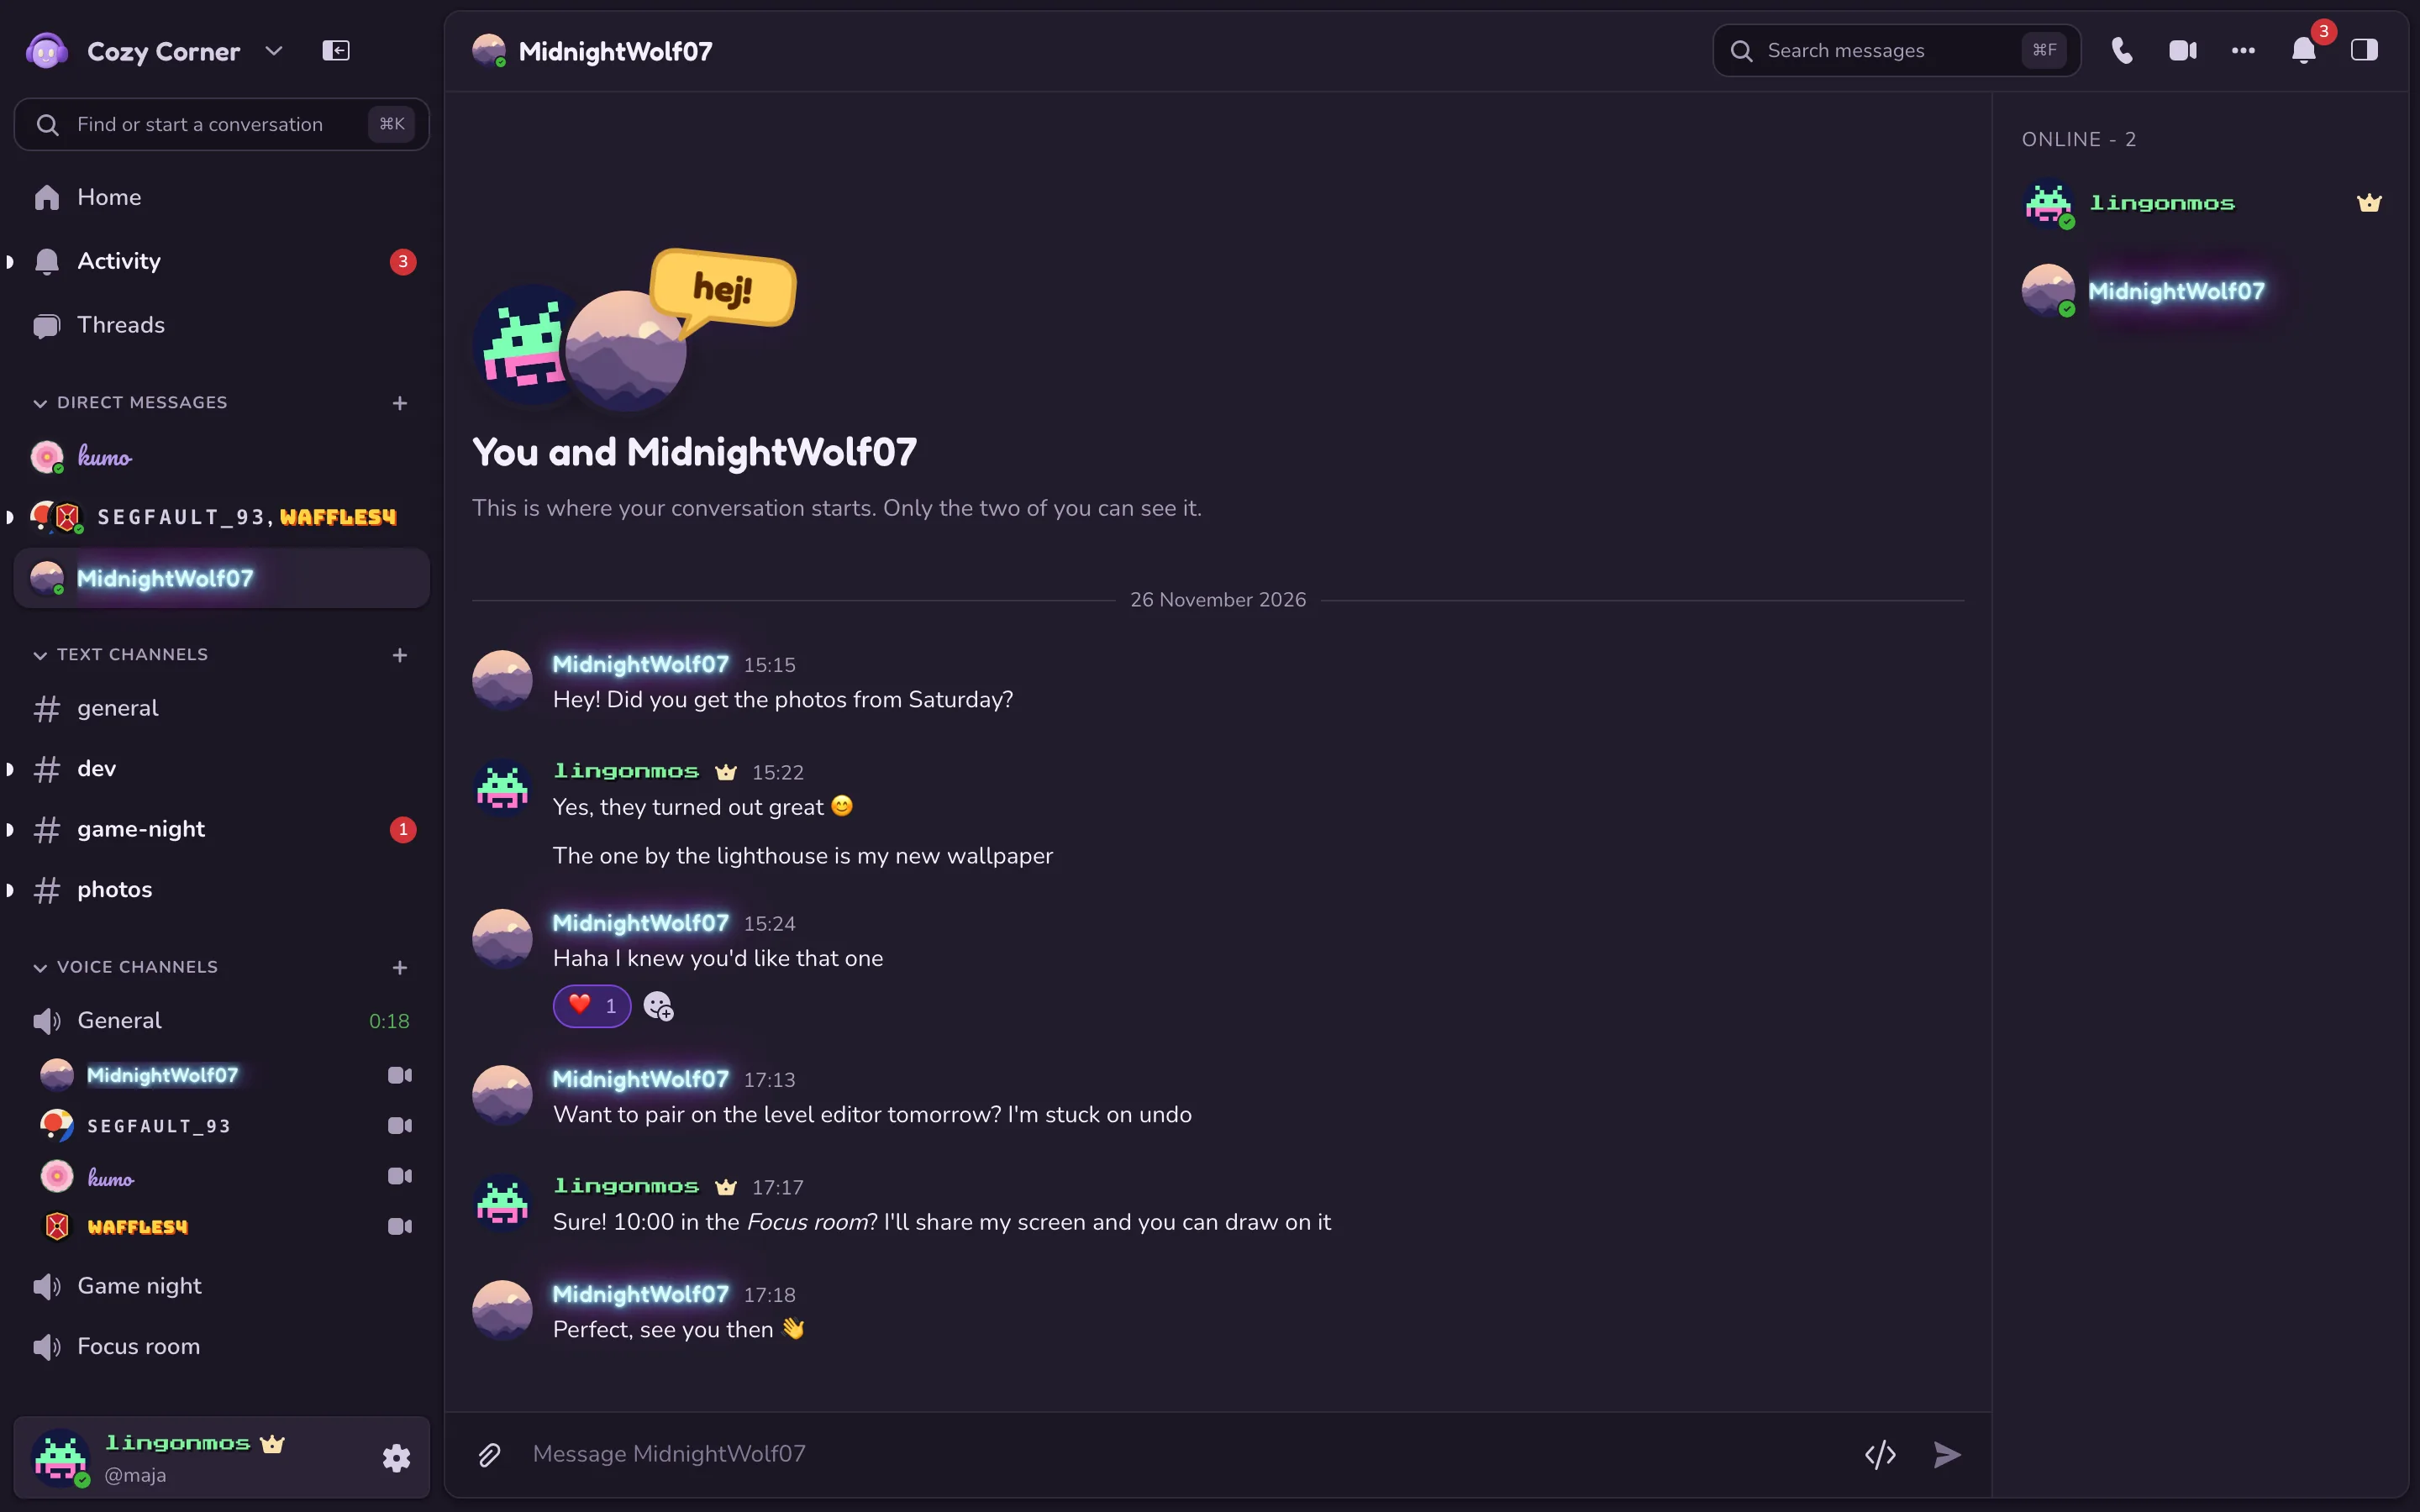 Cozy Corner
Find or start a conversation ⌘K
Home
Activity 3
Threads
DIRECT MESSAGES
kumo
SEGFAULT_93, WAFFLES4
MidnightWolf07
TEXT CHANNELS
general
dev
game-night 1
photos
VOICE CHANNELS
General 0:18
MidnightWolf07
SEGFAULT_93
kumo
WAFFLES4
Game night
Focus room
lingonmos
@maja
MidnightWolf07
Search messages ⌘F
3
hej!
You and MidnightWolf07
This is where your conversation starts. Only the two of you can see it.
26 November 2026
MidnightWolf07 15:15
Hey! Did you get the photos from Saturday?
lingonmos 15:22
Yes, they turned out great 😊
The one by the lighthouse is my new wallpaper
MidnightWolf07 15:24
Haha I knew you'd like that one
❤️ 1
MidnightWolf07 17:13
Want to pair on the level editor tomorrow? I'm stuck on undo
lingonmos 17:17
Sure! 10:00 in the Focus room? I'll share my screen and you can draw on it
MidnightWolf07 17:18
Perfect, see you then 👋
Message MidnightWolf07
ONLINE - 2
lingonmos
MidnightWolf07